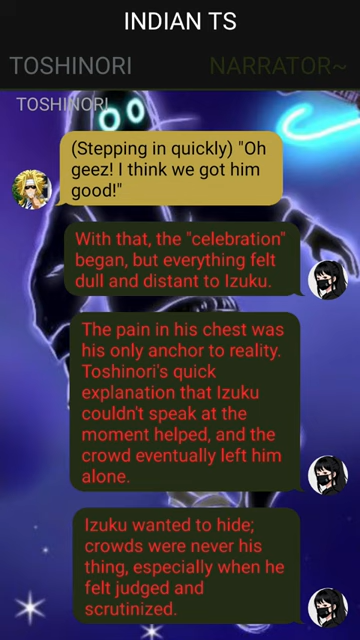 INDIAN TS
TOSHINORI NARRATOR~
TOSHINORI
(Stepping in quickly) "Oh
geez! I think we got him
good!"
With that, the "celebration"
began, but everything felt
dull and distant to Izuku.
The pain in his chest was
his only anchor to reality.
Toshinori's quick
explanation that Izuku
couldn't speak at the
moment helped, and the
crowd eventually left him
alone.
Izuku wanted to hide;
crowds were never his
thing, especially when he
felt judged and
scrutinized.